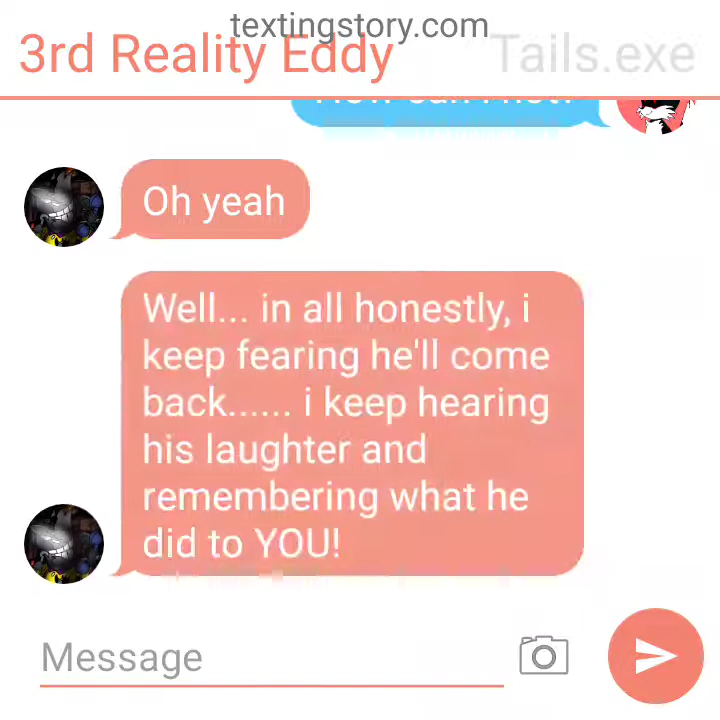 textingstory.com
3rd Reality Eddy
Tails.exe
Oh yeah
Well... in all honestly, i
keep fearing he'll come
back...... i keep hearing
his laughter and
remembering what he
did to YOU!
Message